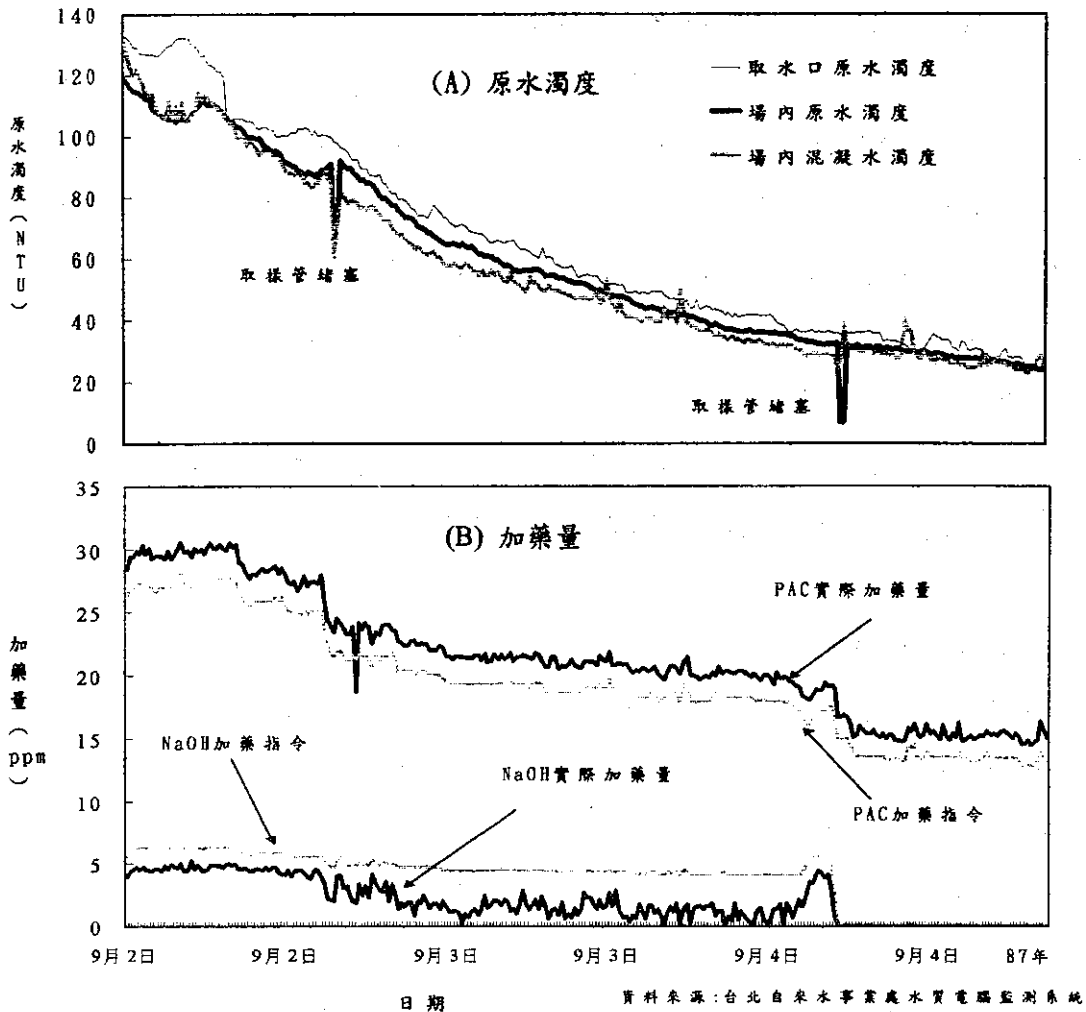 140
120
100
80
60
40
20
0
原水濁度(NTU)
(A) 原水濁度
取水口原水濁度
場內原水濁度
場內混凝水濁度
取樣管堵塞
取樣管堵塞
35
30
25
20
15
10
5
0
加藥量(ppm)
(B) 加藥量
PAC實際加藥量
NaOH加藥指令
NaOH實際加藥量
PAC加藥指令
9月2日 9月2日 9月3日 9月3日 9月4日 9月4日 87年
日期
資料來源:台北自來水事業處水質電腦監測系統